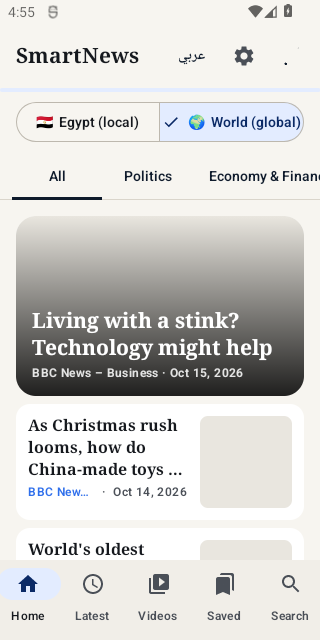 4:55
SmartNews
عربي
Egypt (local)
World (global)
All
Politics
Economy & Finan
Living with a stink?
Technology might help
BBC News – Business · Oct 15, 2026
As Christmas rush
looms, how do
China-made toys ...
BBC New... · Oct 14, 2026
World's oldest
Home
Latest
Videos
Saved
Search